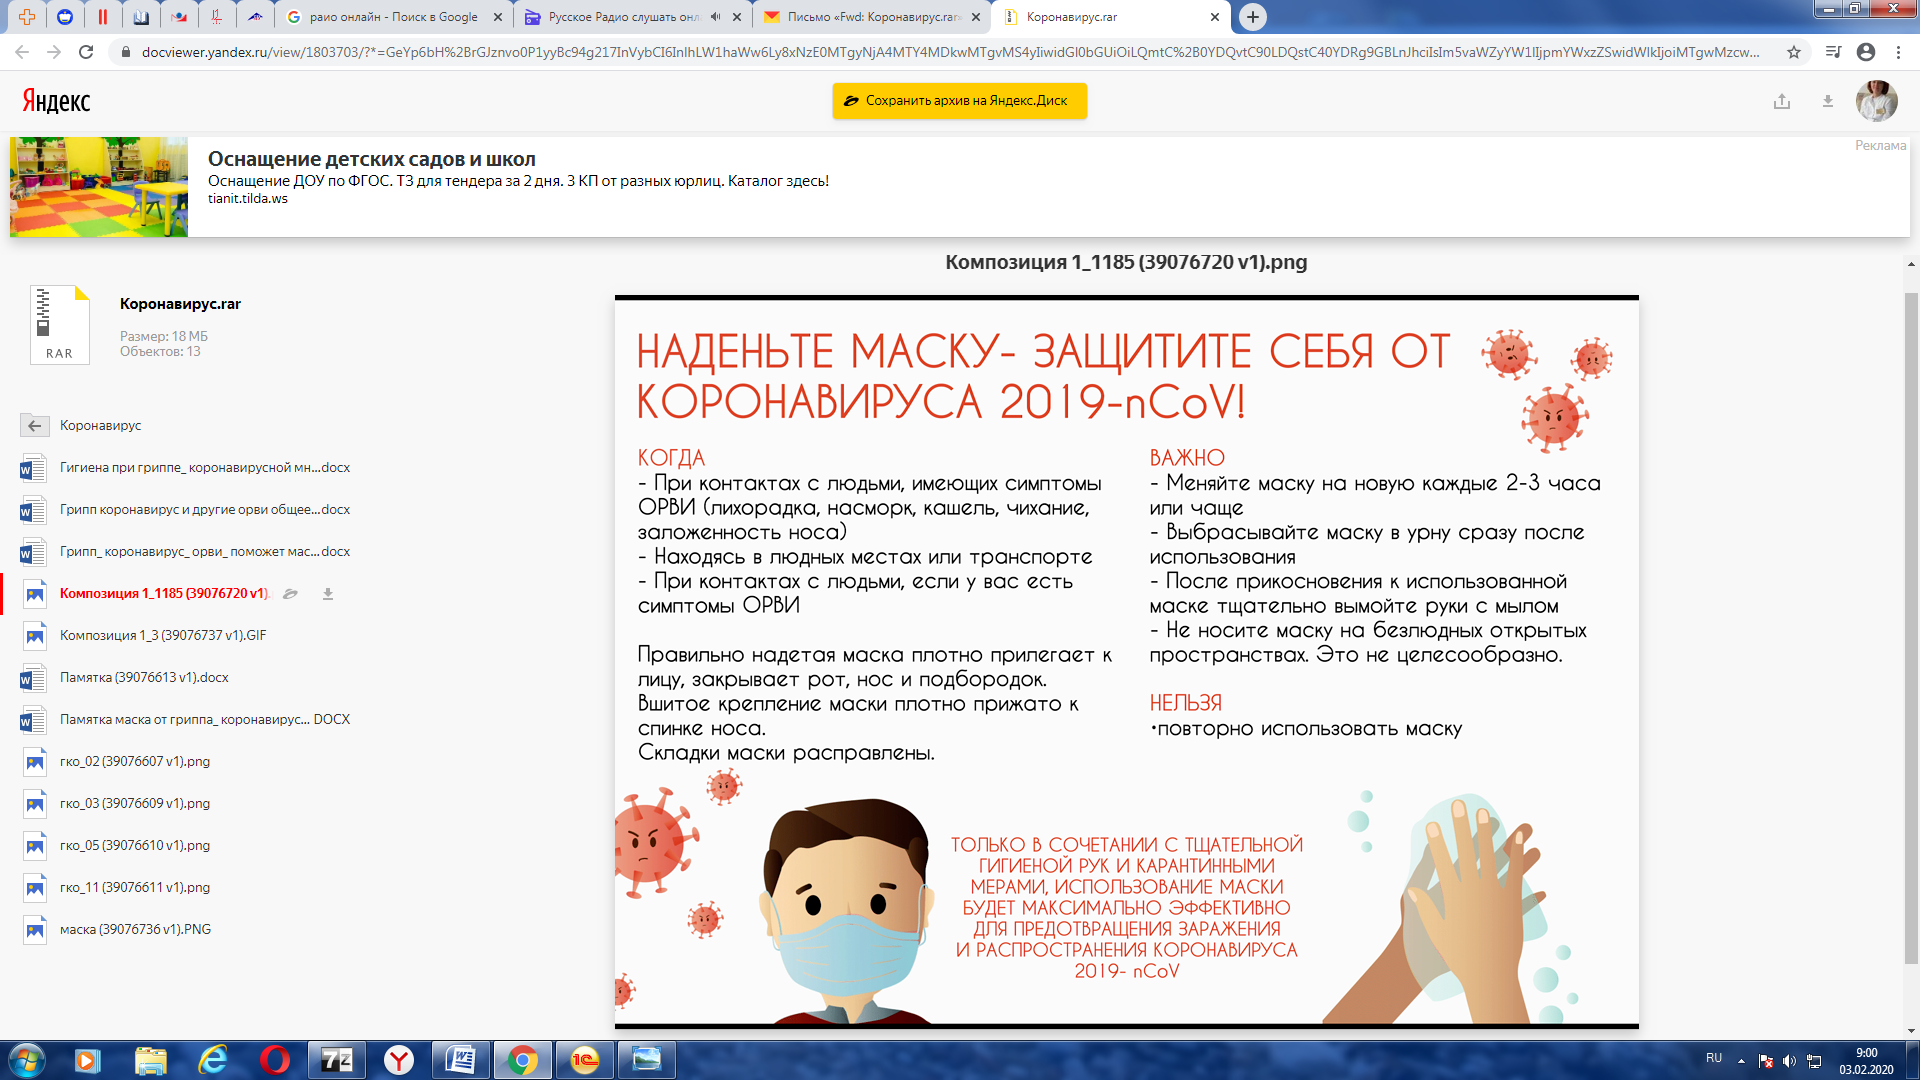 раио онлайн - Поиск в Google
Русское Радио слушать онл
Письмо «Fwd: Коронавирус.rar»
Коронавирус.rar
Яндекс
Сохранить архив на Яндекс.Диск
Реклама
Оснащение детских садов и школ
Оснащение ДОУ по ФГОС. ТЗ для тендера за 2 дня. 3 КП от разных юрлиц. Каталог здесь!
tianit.tilda.ws
Композиция 1_1185 (39076720 v1).png
RAR
Коронавирус.rar
Размер: 18 МБ
Объектов: 13
Коронавирус
Гигиена при гриппе_ коронавирусной мн...docx
Грипп коронавирус и другие орви общее...docx
Грипп_ коронавирус_ орви_ поможет мас...docx
Композиция 1_1185 (39076720 v1).
Композиция 1_3 (39076737 v1).GIF
Памятка (39076613 v1).docx
Памятка маска от гриппа_ коронавирус... DOCX
гко_02 (39076607 v1).png
гко_03 (39076609 v1).png
гко_05 (39076610 v1).png
гко_11 (39076611 v1).png
маска (39076736 v1).PNG
НАДЕНЬТЕ МАСКУ- ЗАЩИТИТЕ СЕБЯ ОТ
КОРОНАВИРУСА 2019-nCoV!
КОГДА
- При контактах с людьми, имеющих симптомы
ОРВИ (лихорадка, насморк, кашель, чихание,
заложенность носа)
- Находясь в людных местах или транспорте
- При контактах с людьми, если у вас есть
симптомы ОРВИ
Правильно надетая маска плотно прилегает к
лицу, закрывает рот, нос и подбородок.
Вшитое крепление маски плотно прижато к
спинке носа.
Складки маски расправлены.
ВАЖНО
- Меняйте маску на новую каждые 2-3 часа
или чаще
- Выбрасывайте маску в урну сразу после
использования
- После прикосновения к использованной
маске тщательно вымойте руки с мылом
- Не носите маску на безлюдных открытых
пространствах. Это не целесообразно.
НЕЛЬЗЯ
•повторно использовать маску
ТОЛЬКО В СОЧЕТАНИИ С ТЩАТЕЛЬНОЙ
ГИГИЕНОЙ РУК И КАРАНТИННЫМИ
МЕРАМИ, ИСПОЛЬЗОВАНИЕ МАСКИ
БУДЕТ МАКСИМАЛЬНО ЭФФЕКТИВНО
ДЛЯ ПРЕДОТВРАЩЕНИЯ ЗАРАЖЕНИЯ
И РАСПРОСТРАНЕНИЯ КОРОНАВИРУСА
2019- nCoV
RU
9:00
03.02.2020